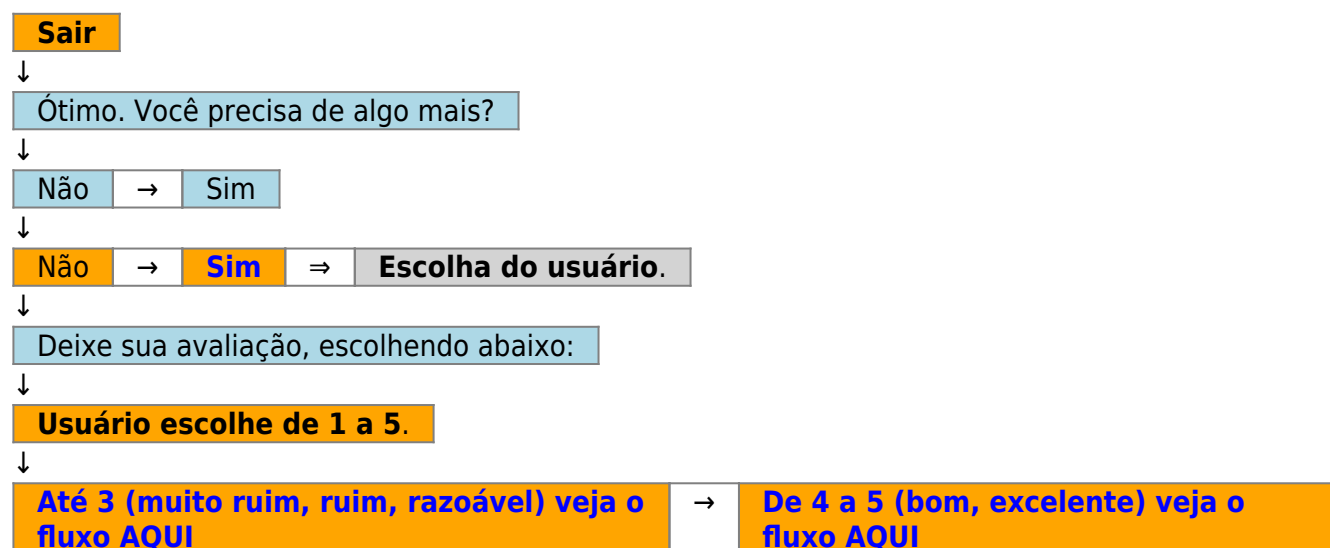 Sair
↓
Ótimo. Você precisa de algo mais?
↓
Não → Sim
↓
Não → Sim ⇒ Escolha do usuário.
↓
Deixe sua avaliação, escolhendo abaixo:
↓
Usuário escolhe de 1 a 5.
↓
Até 3 (muito ruim, ruim, razoável) veja o
fluxo AQUI
→
De 4 a 5 (bom, excelente) veja o
fluxo AQUI